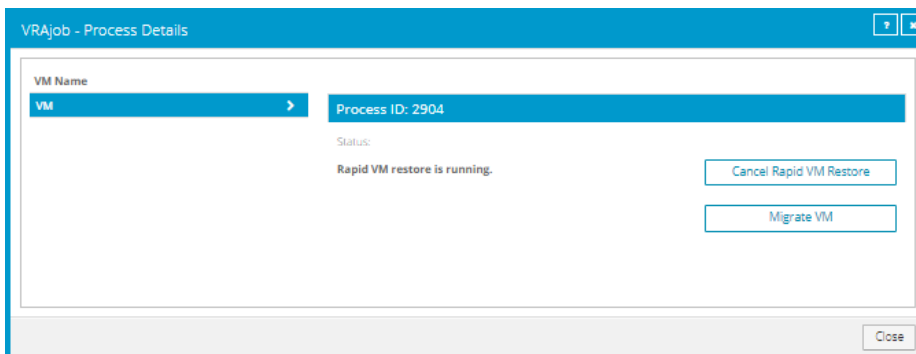 VRAjob - Process Details
?
VM Name
VM
Process ID: 2904
Status:
Rapid VM restore is running.
Cancel Rapid VM Restore
Migrate VM
Close